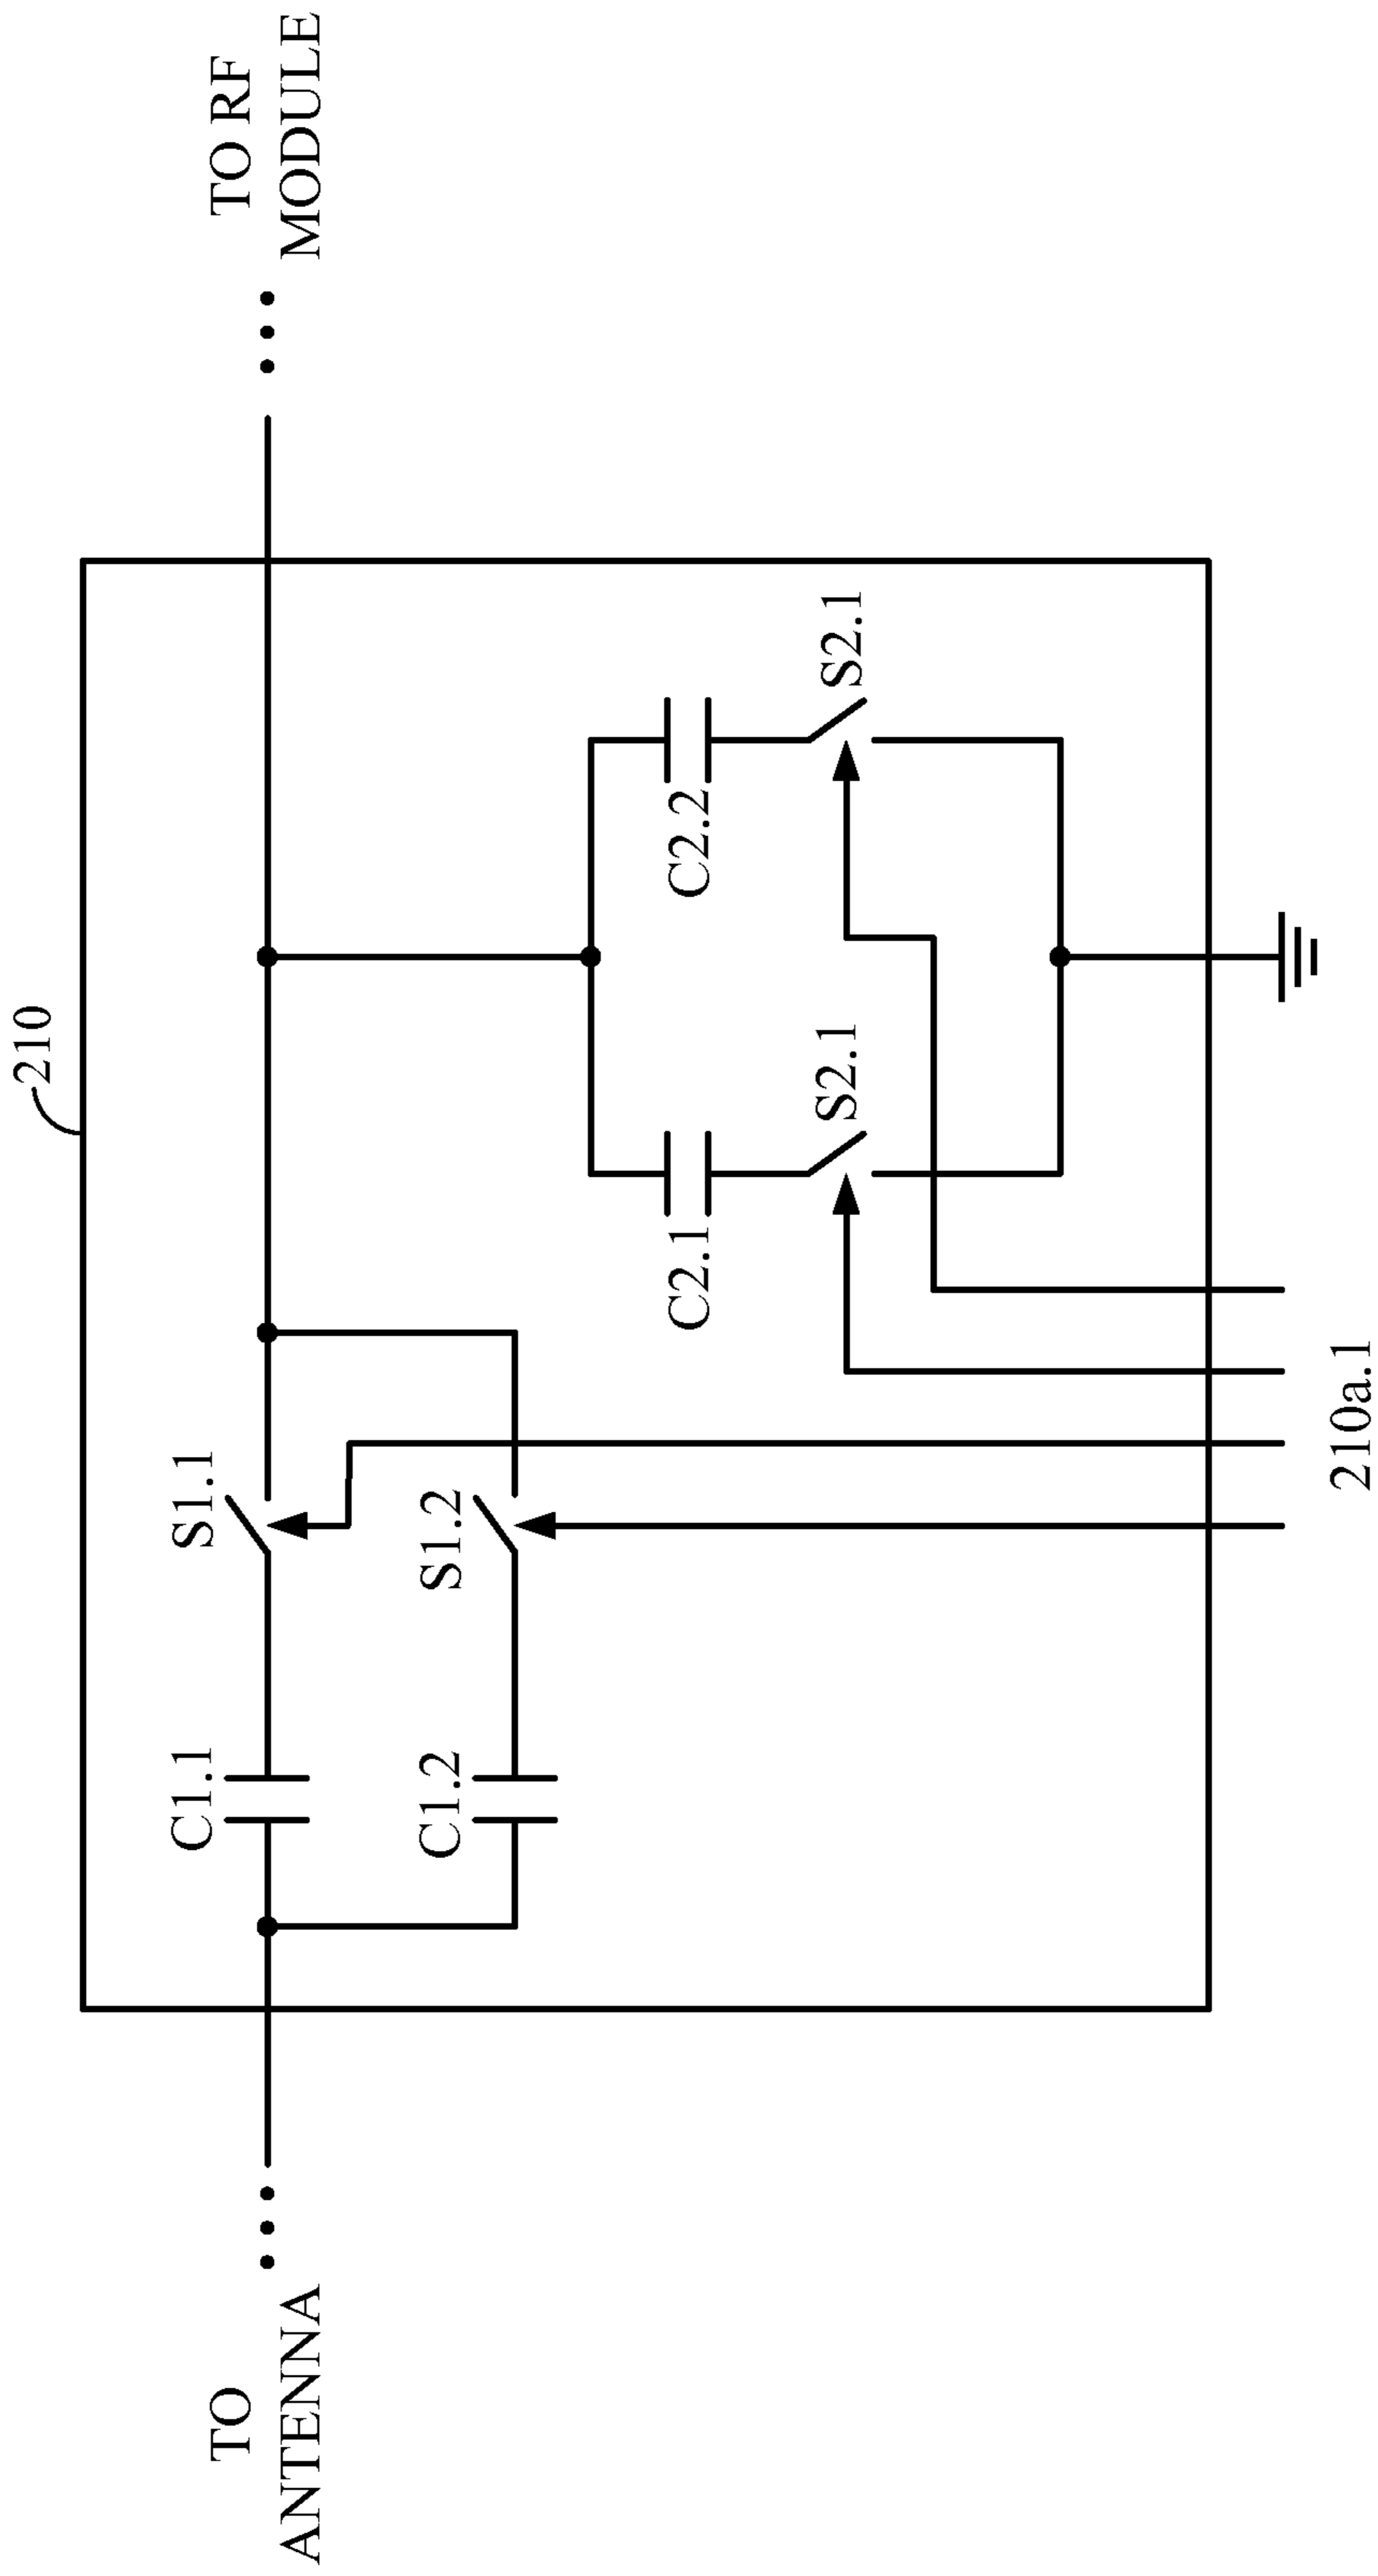 210
TO
ANTENNA
TO RF
MODULE
C1.1
S1.1
C1.2
S1.2
C2.1
C2.2
S2.1
S2.1
210a.1